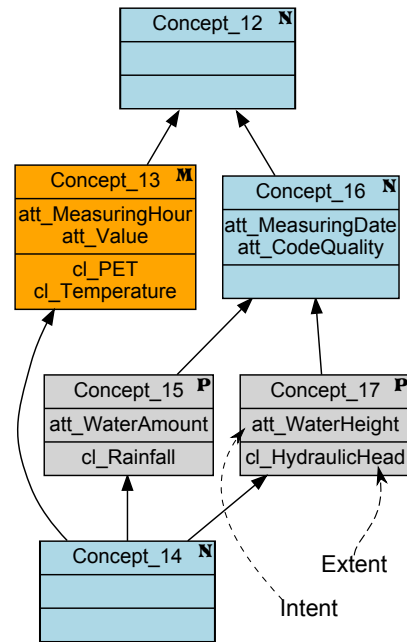 Concept_12 N
Concept_13 M
att_MeasuringHour
att_Value
cl_PET
cl_Temperature
Concept_16 N
att_MeasuringDate
att_CodeQuality
Concept_15 P
att_WaterAmount
cl_Rainfall
Concept_17 P
att_WaterHeight
cl_HydraulicHead
Concept_14 N
Extent
Intent